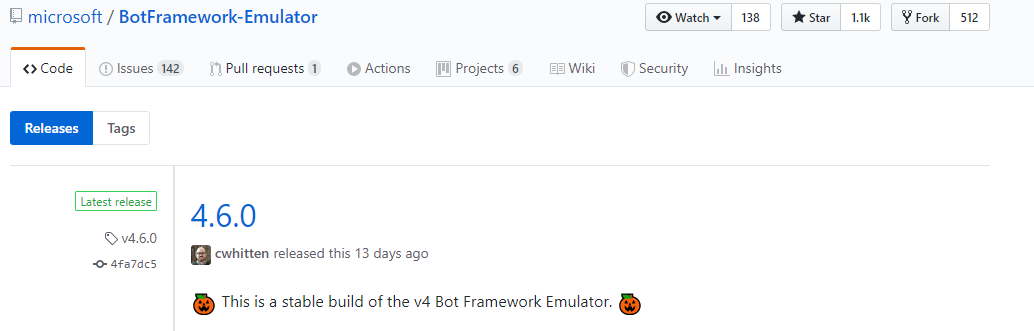 microsoft / BotFramework-Emulator
Watch 138 Star 1.1k Fork 512
Code Issues 142 Pull requests 1 Actions Projects 6 Wiki Security Insights
Releases Tags
Latest release
4.6.0
v4.6.0
cwhitten released this 13 days ago
4fa7dc5
This is a stable build of the v4 Bot Framework Emulator.